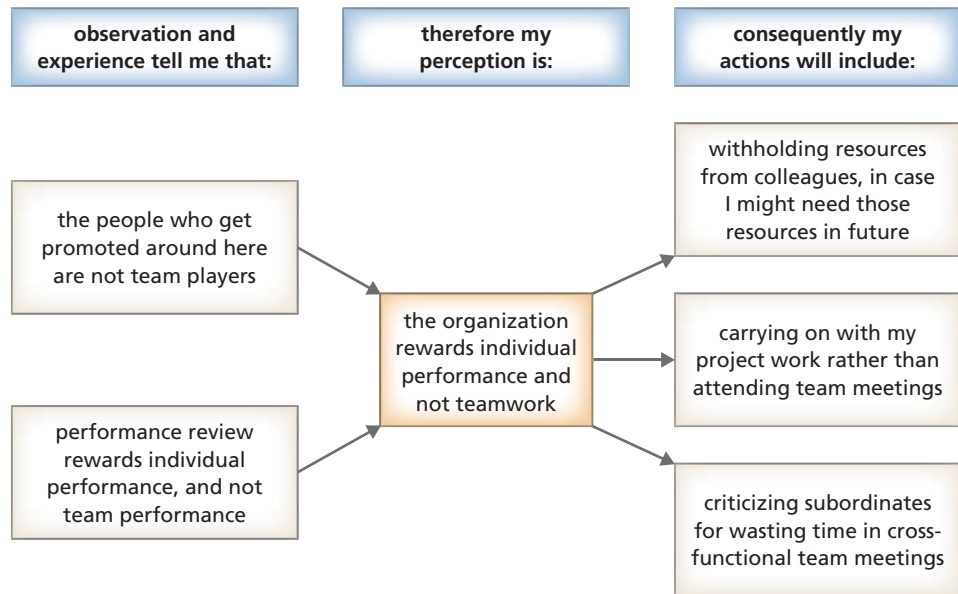 observation and
experience tell me that:
therefore my
perception is:
consequently my
actions will include:
the people who get
promoted around here
are not team players
performance review
rewards individual
performance, and not
team performance
the organization
rewards individual
performance and
not teamwork
withholding resources
from colleagues, in case
I might need those
resources in future
carrying on with my
project work rather than
attending team meetings
criticizing subordinates
for wasting time in cross-
functional team meetings